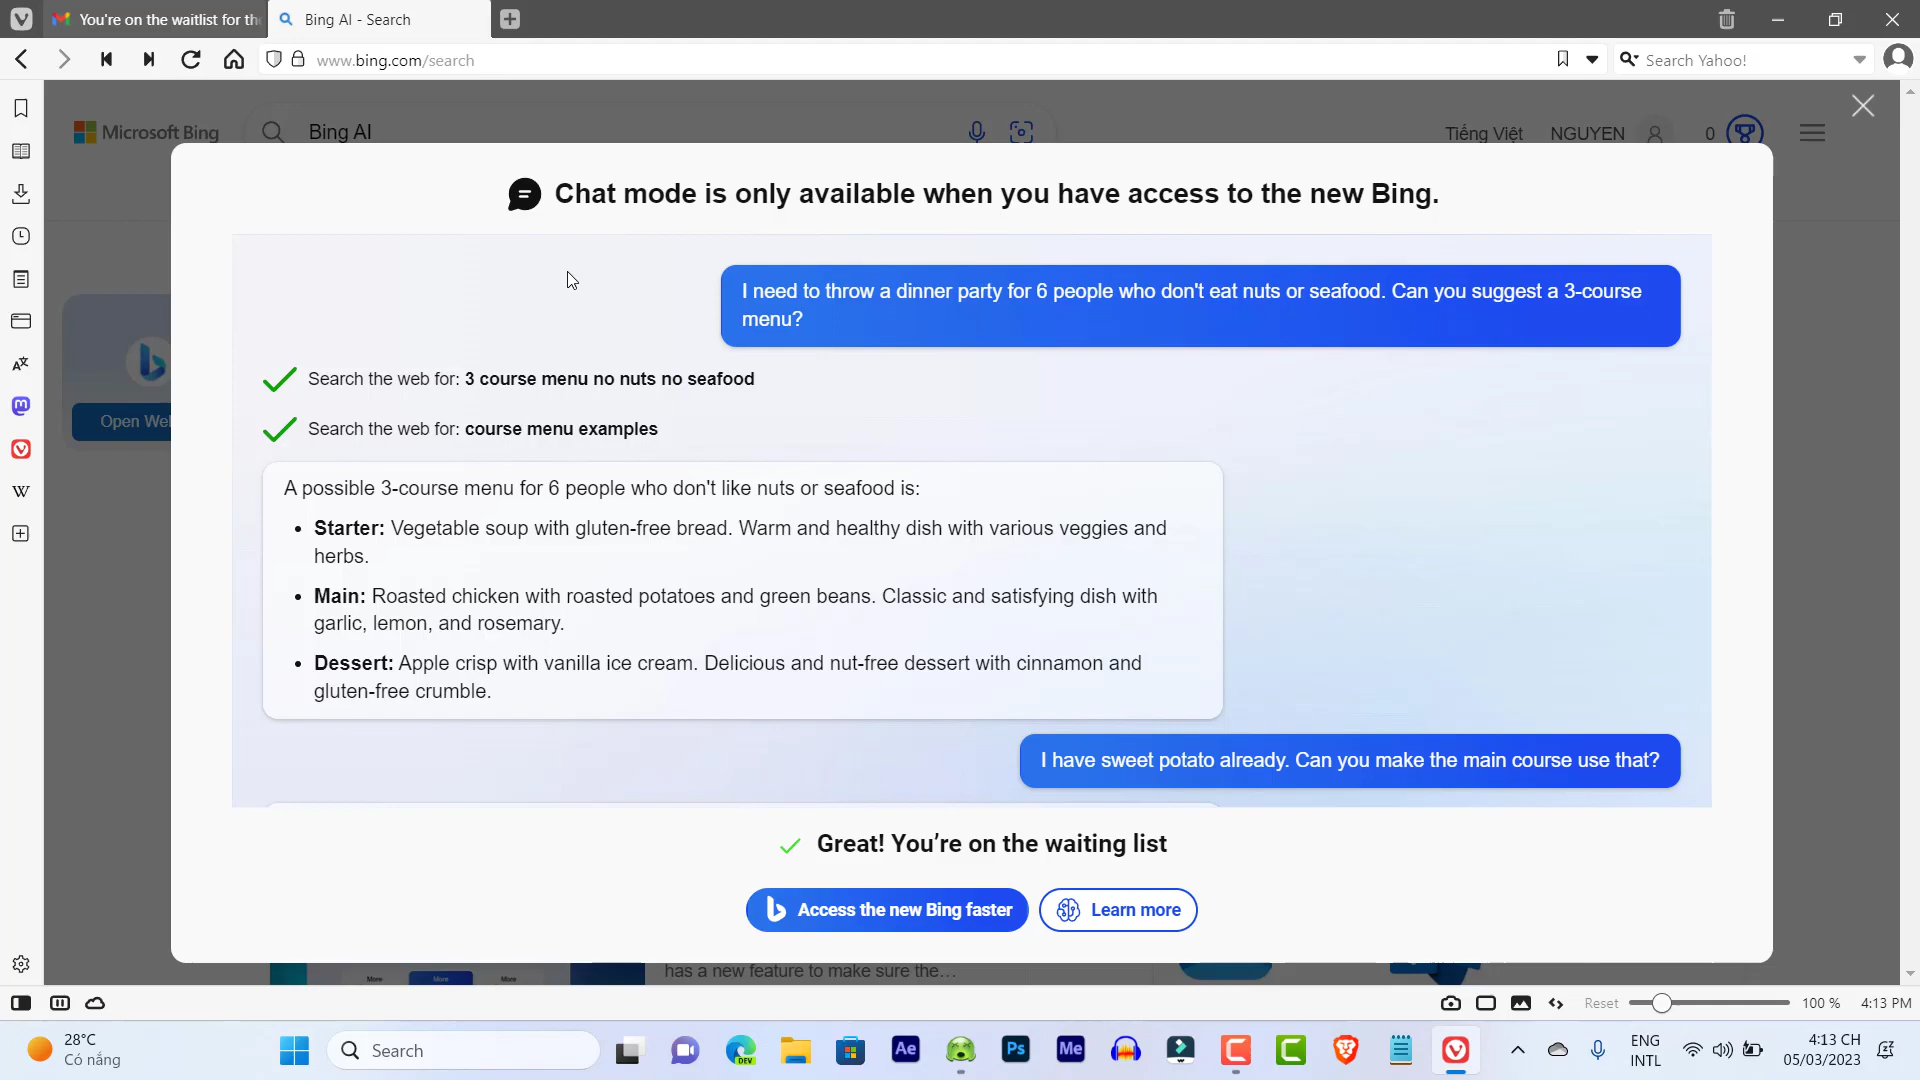 You're on the waitlist for the
Bing AI - Search
www.bing.com/search
Search Yahoo!
Microsoft Bing
Bing AI
Tiếng Việt
NGUYEN
0
Chat mode is only available when you have access to the new Bing.
I need to throw a dinner party for 6 people who don't eat nuts or seafood. Can you suggest a 3-course
menu?
Search the web for: 3 course menu no nuts no seafood
Open Wel
Search the web for: course menu examples
A possible 3-course menu for 6 people who don't like nuts or seafood is:
• Starter: Vegetable soup with gluten-free bread. Warm and healthy dish with various veggies and
herbs.
• Main: Roasted chicken with roasted potatoes and green beans. Classic and satisfying dish with
garlic, lemon, and rosemary.
• Dessert: Apple crisp with vanilla ice cream. Delicious and nut-free dessert with cinnamon and
gluten-free crumble.
I have sweet potato already. Can you make the main course use that?
Great! You're on the waiting list
Access the new Bing faster
Learn more
has a new feature to make sure the...
More
More
More
Reset
100 %
4:13 PM
28°C
Có nắng
Search
DEV
Ae
Ps
Me
ENG
INTL
4:13 CH
05/03/2023